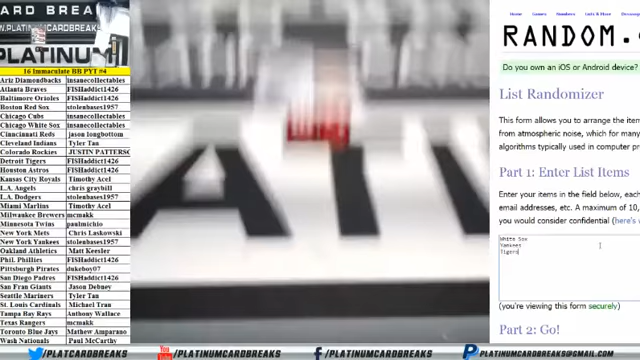 CARD BREAK
WWW.PLATINUMCARD
PLATINUM
16 Immaculate BB PYT #4
Ariz Diamondbacks insanecollectables
Atlanta Braves FISHaddict1426
Baltimore Orioles FISHaddict1426
Boston Red Sox stolenbases1957
Chicago Cubs insanecollectables
Chicago White Sox insanecollectables
Cincinnati Reds jason longbottom
Cleveland Indians Tyler Tan
Colorado Rockies JUSTIN PATTERSO
Detroit Tigers FISHaddict1426
Houston Astros FISHaddict1426
Kansas City Royals Timothy Acel
L.A. Angels chris graybill
L.A. Dodgers stolenbases1957
Miami Marlins Timothy Acel
Milwaukee Brewers mcmakk
Minnesota Twins paulmichio
New York Mets Chris Laskowski
New York Yankees stolenbases1957
Oakland Athletics Matt Keesler
Phil. Phillies FISHaddict1426
Pittsburgh Pirates dukeboy07
San Diego Padres FISHaddict1426
San Fran Giants Jason Debney
Seattle Mariners Tyler Tan
St. Louis Cardinals Michael Tran
Tampa Bay Rays Anthony Wallace
Texas Rangers mcmakk
Toronto Blue Jays Mathew Amparano
Wash Nationals Paul McCarthy
AT
Home Games Numbers Lists & More
RANDOM.
Do you own an iOS or Android device?
List Randomizer
This form allows you to arrange the item
from atmospheric noise, which for many
algorithms typically used in computer pr
Part 1: Enter List Items
Enter your items in the field below, each
email addresses, etc. A maximum of 10,
you would consider confidential (here's
White Sox
Yankees
Tigers
(you're viewing this form securely)
Part 2: Go!
/PLATCARDBREAKS
/PLATINUMCARDBREAKS
/PLATINUMCARDBREAKS
PLATINUMCARDBREAKS@GMAIL.COM